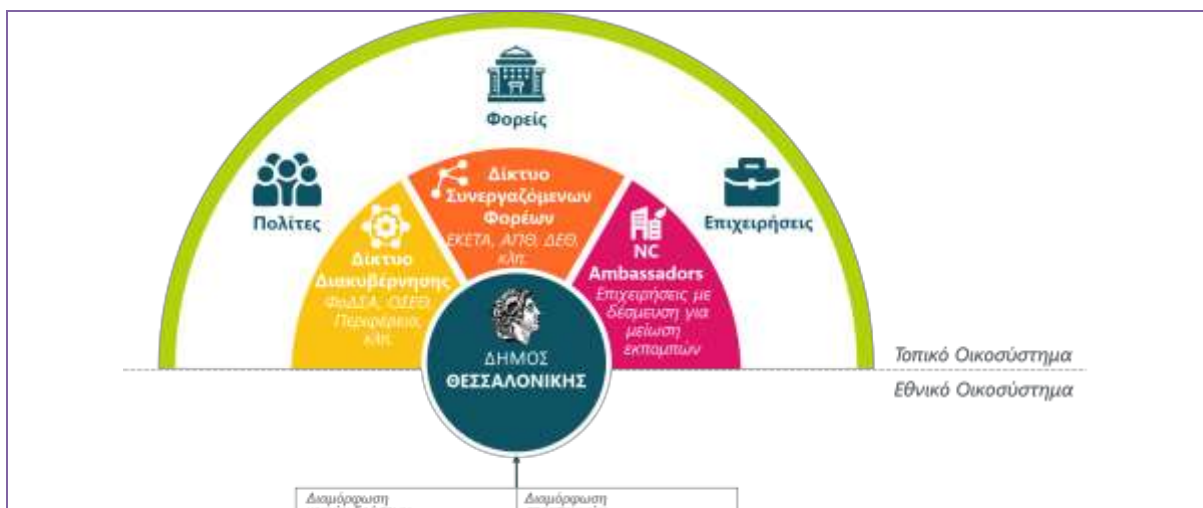 Φορείς
Πολίτες
Επιχειρήσεις
Δίκτυο
Διακυβέρνησης
ΦοΔΣΑ, ΟΣΕΘ,
Περιφέρεια,
κλπ.
Δίκτυο
Συνεργαζόμενων
Φορέων
ΕΚΕΤΑ, ΑΠΘ, ΔΕΘ,
κλπ.
NC
Ambassadors
Επιχειρήσεις με
δέσμευση για
μείωση
εκπομπών
ΔΗΜΟΣ
ΘΕΣΣΑΛΟΝΙΚΗΣ
Τοπικό Οικοσύστημα
Εθνικό Οικοσύστημα
Διαμόρφωση
Διαμόρφωση